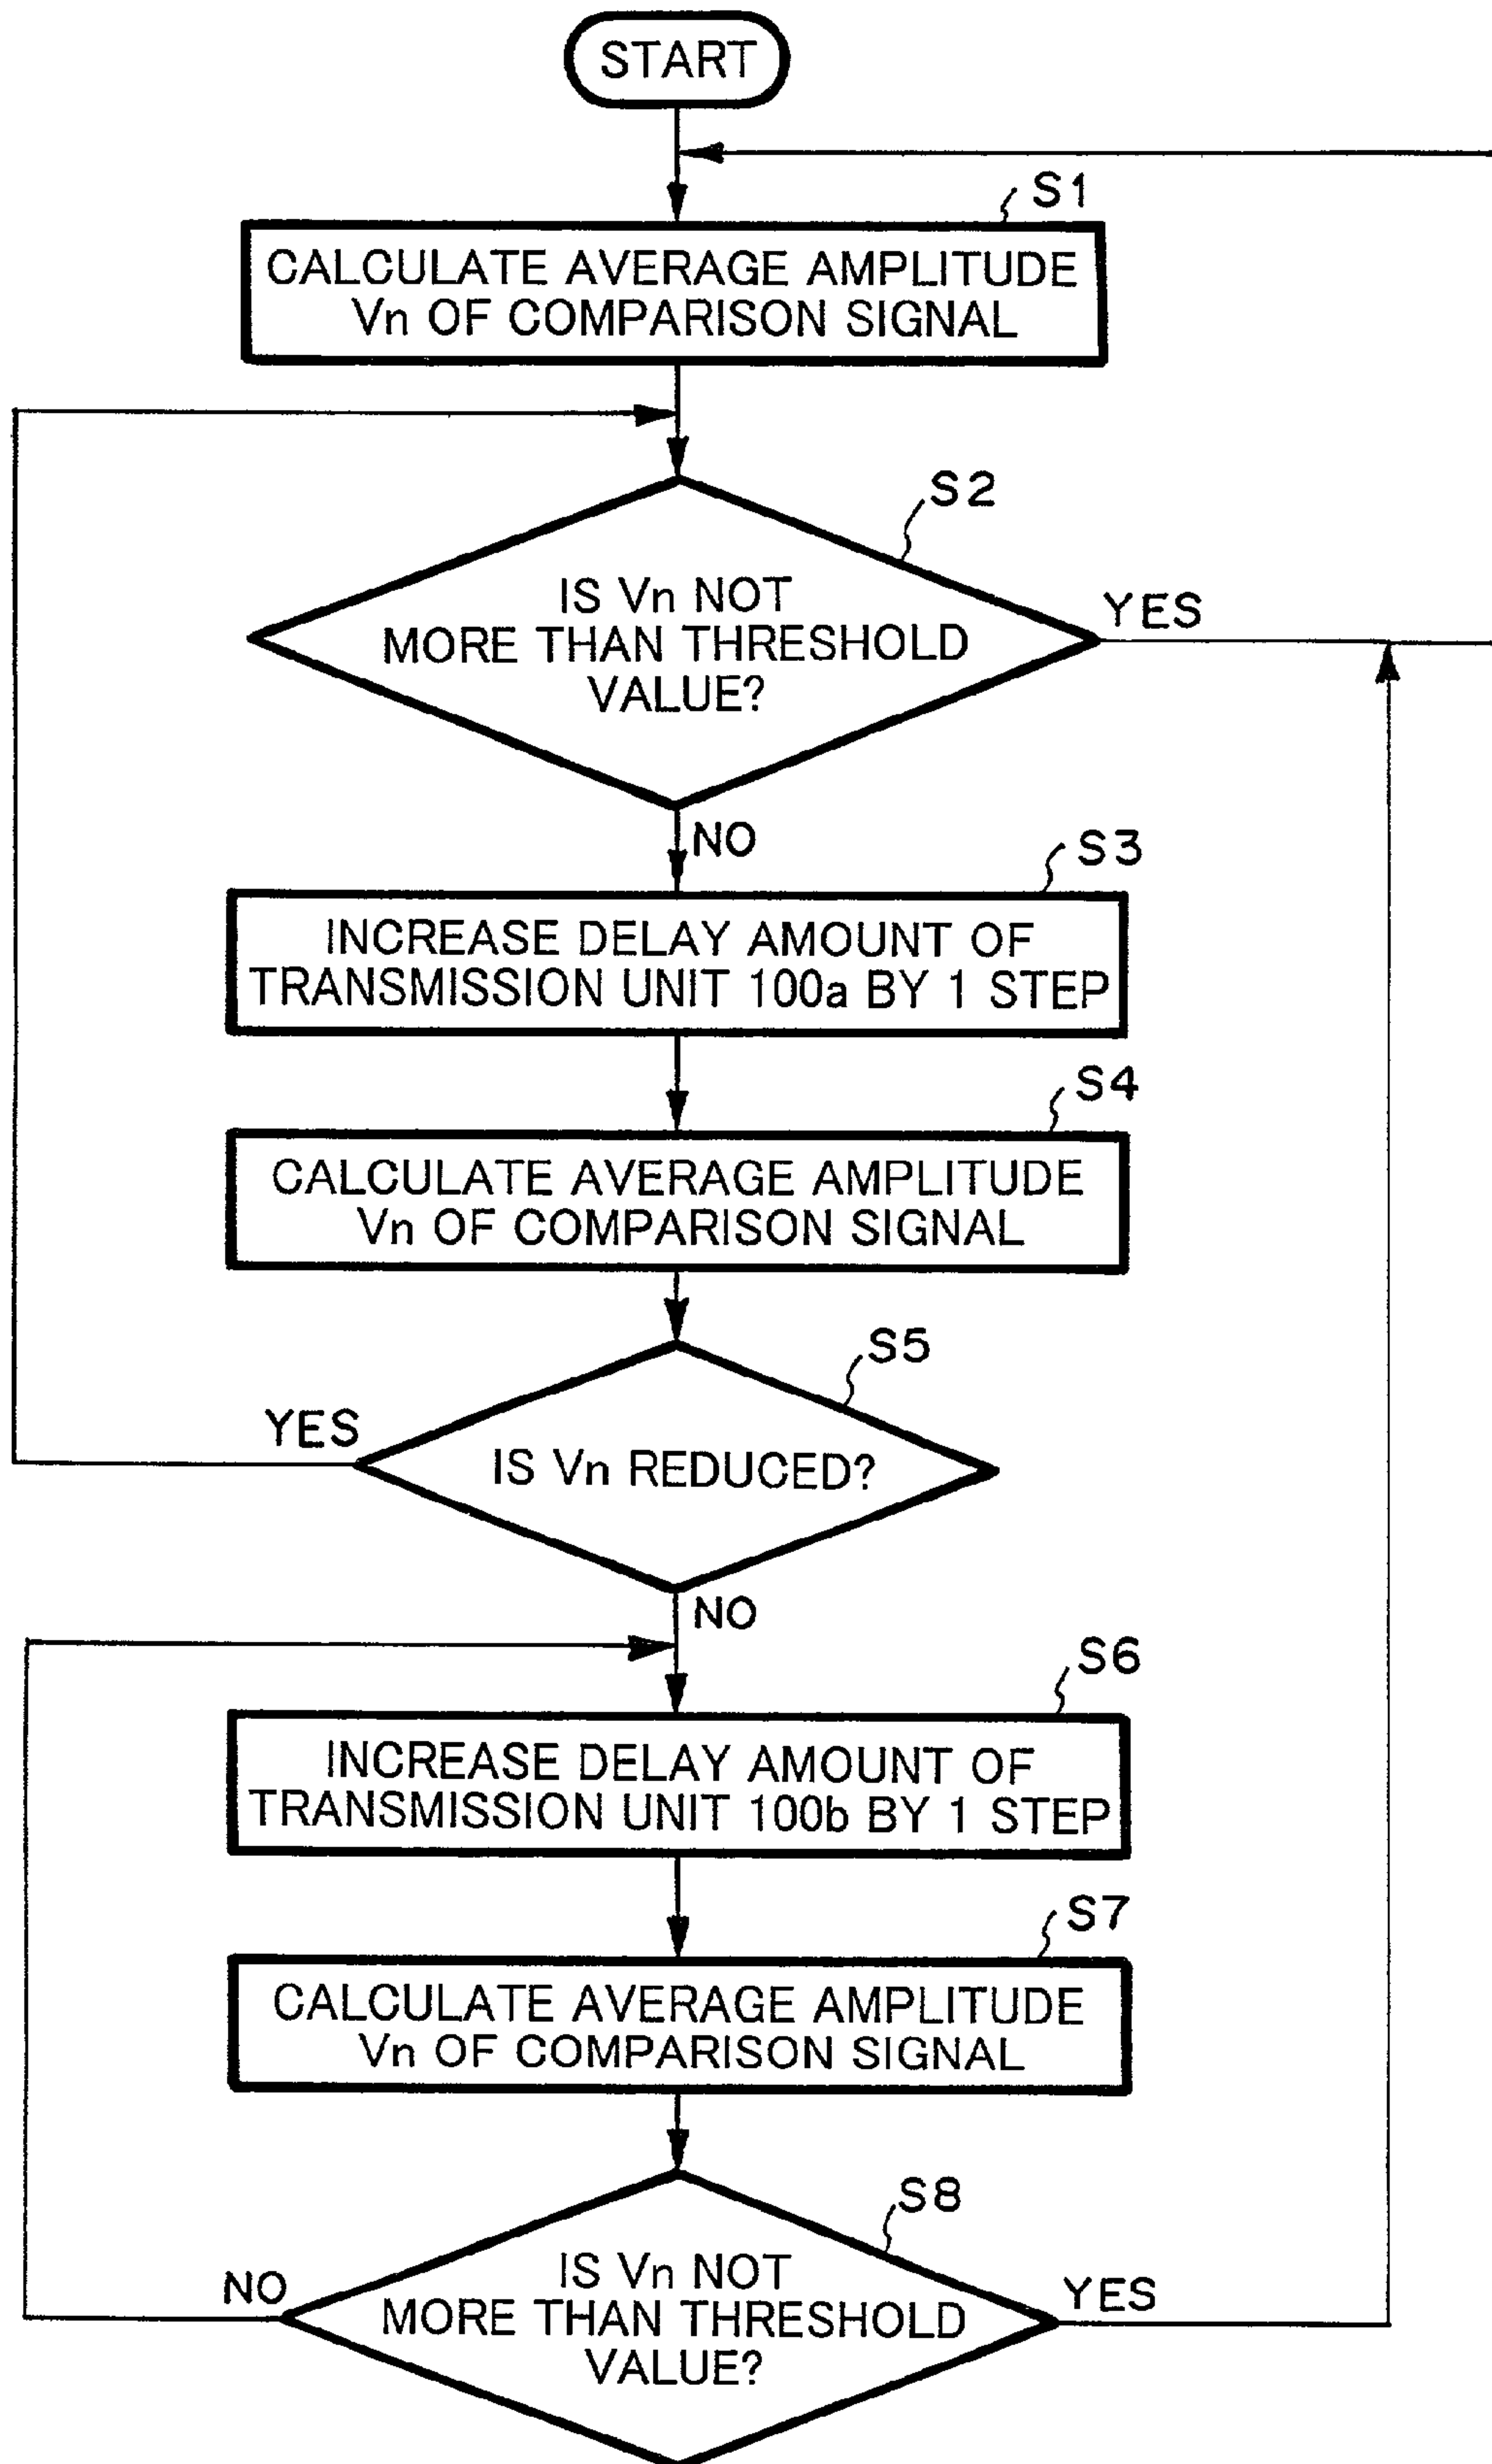 START
S1
CALCULATE AVERAGE AMPLITUDE
Vn OF COMPARISON SIGNAL
S2
IS Vn NOT
MORE THAN THRESHOLD
VALUE?
YES
NO
S3
INCREASE DELAY AMOUNT OF
TRANSMISSION UNIT 100a BY 1 STEP
S4
CALCULATE AVERAGE AMPLITUDE
Vn OF COMPARISON SIGNAL
S5
YES
IS Vn REDUCED?
NO
S6
INCREASE DELAY AMOUNT OF
TRANSMISSION UNIT 100b BY 1 STEP
S7
CALCULATE AVERAGE AMPLITUDE
Vn OF COMPARISON SIGNAL
S8
NO
IS Vn NOT
MORE THAN THRESHOLD
VALUE?
YES